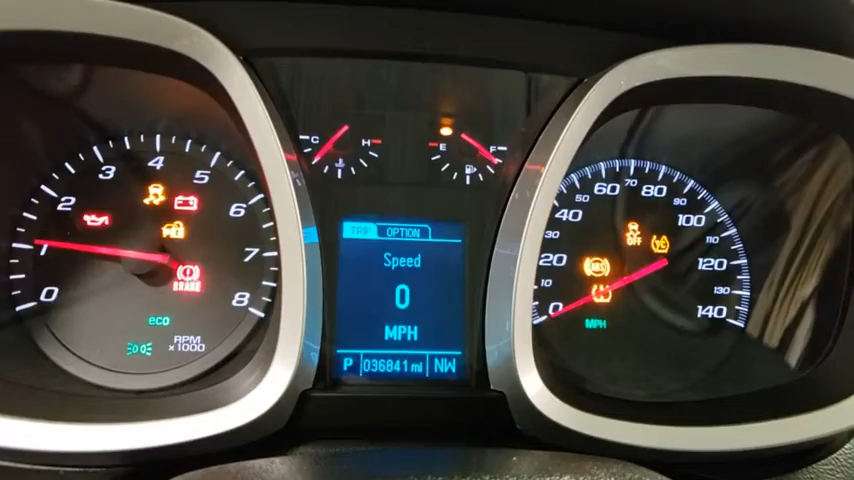 0 1 2 3 4 5 6 7 8
BRAKE
eco
RPM
x1000
C H
E F
TRIP OPTION
Speed
0
MPH
P 036841 mi NW
0 10 20 30 40 50 60 70 80 90 100 110 120 130 140
OFF
TC
ABS
MPH